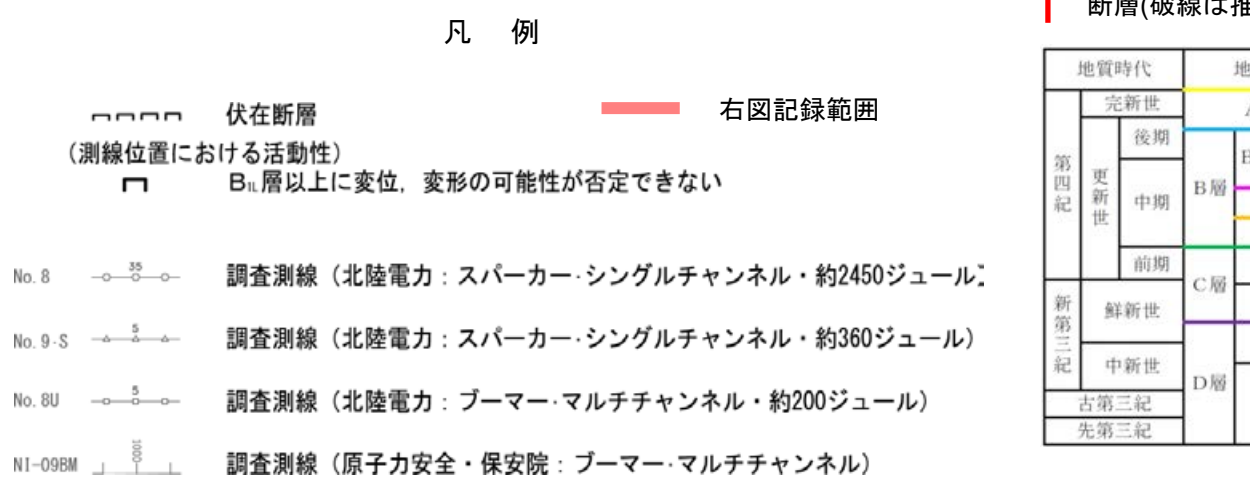 凡 例
伏在断層
右図記録範囲
(測線位置における活動性)
B1L層以上に変位，変形の可能性が否定できない
No. 8 35 調査測線（北陸電力：スパーカー・シングルチャンネル・約2450ジュール
No. 9-S 5 調査測線（北陸電力：スパーカー・シングルチャンネル・約360ジュール）
No. 8U 5 調査測線（北陸電力：ブーマー・マルチチャンネル・約200ジュール）
NI-09BM 1000 調査測線（原子力安全・保安院：ブーマー・マルチチャンネル）
断層(破線は推
地質時代 地
第四紀 完新世
更新世 後期
中期
前期
B層
C層
新第三紀 鮮新世
中新世
D層
古第三紀
先第三紀